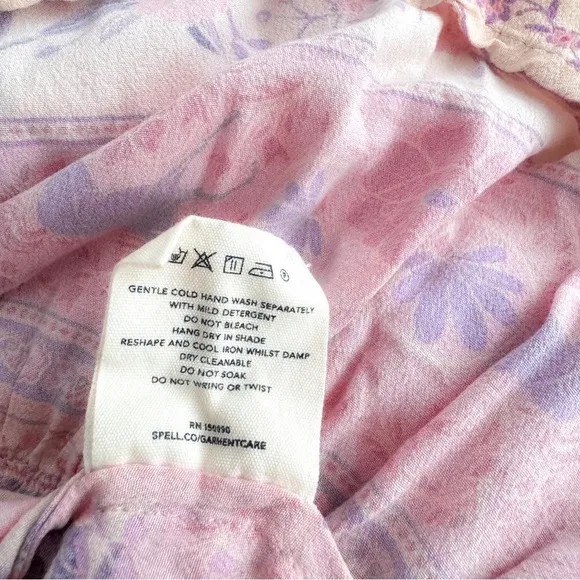 GENTLE COLD HAND WASH SEPARATELY
WITH MILD DETERGENT
DO NOT BLEACH
HANG DRY IN SHADE
RESHAPE AND COOL IRON WHILST DAMP
DRY CLEANABLE
DO NOT SOAK
DO NOT WRING OR TWIST
RN 150990
SPELL.CO/GARMENTCARE